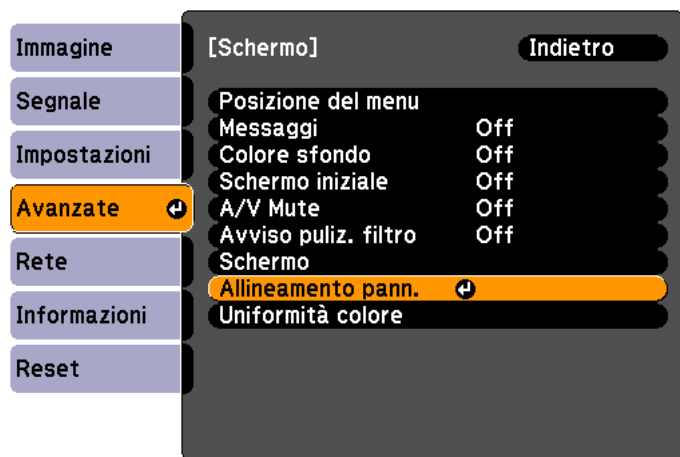 Immagine
Segnale
Impostazioni
Avanzate
Rete
Informazioni
Reset
[Schermo] Indietro
Posizione del menu
Messaggi Off
Colore sfondo Off
Schermo iniziale Off
A/V Mute Off
Avviso puliz. filtro Off
Schermo
Allineamento pann.
Uniformità colore